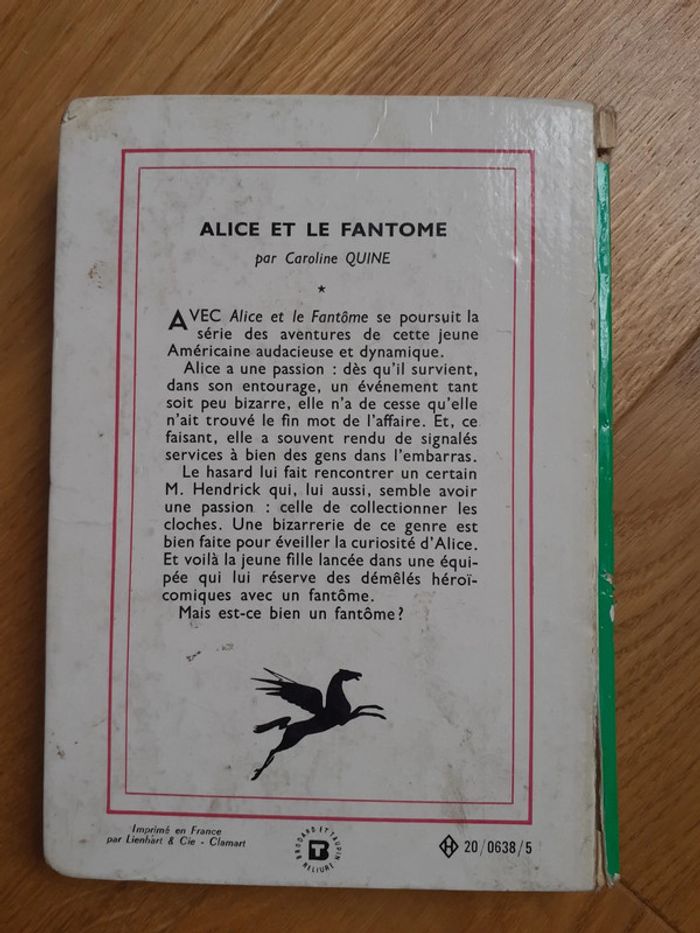 ALICE ET LE FANTOME
par Caroline QUINE
*
AVEC Alice et le Fantôme se poursuit la
série des aventures de cette jeune
Américaine audacieuse et dynamique.
Alice a une passion : dès qu'il survient,
dans son entourage, un événement tant
soit peu bizarre, elle n'a de cesse qu'elle
n'ait trouvé le fin mot de l'affaire. Et, ce
faisant, elle a souvent rendu de signalés
services à bien des gens dans l'embarras.
Le hasard lui fait rencontrer un certain
M. Hendrick qui, lui aussi, semble avoir
une passion : celle de collectionner les
cloches. Une bizarrerie de ce genre est
bien faite pour éveiller la curiosité d'Alice.
Et voilà la jeune fille lancée dans une équi-
pée qui lui réserve des démêlés héroï-
comiques avec un fantôme.
Mais est-ce bien un fantôme ?
Imprimé en France
par Lienhart & Cie - Clamart
BRODARD ET TAUPIN
RELIURE
H 20/0638/5